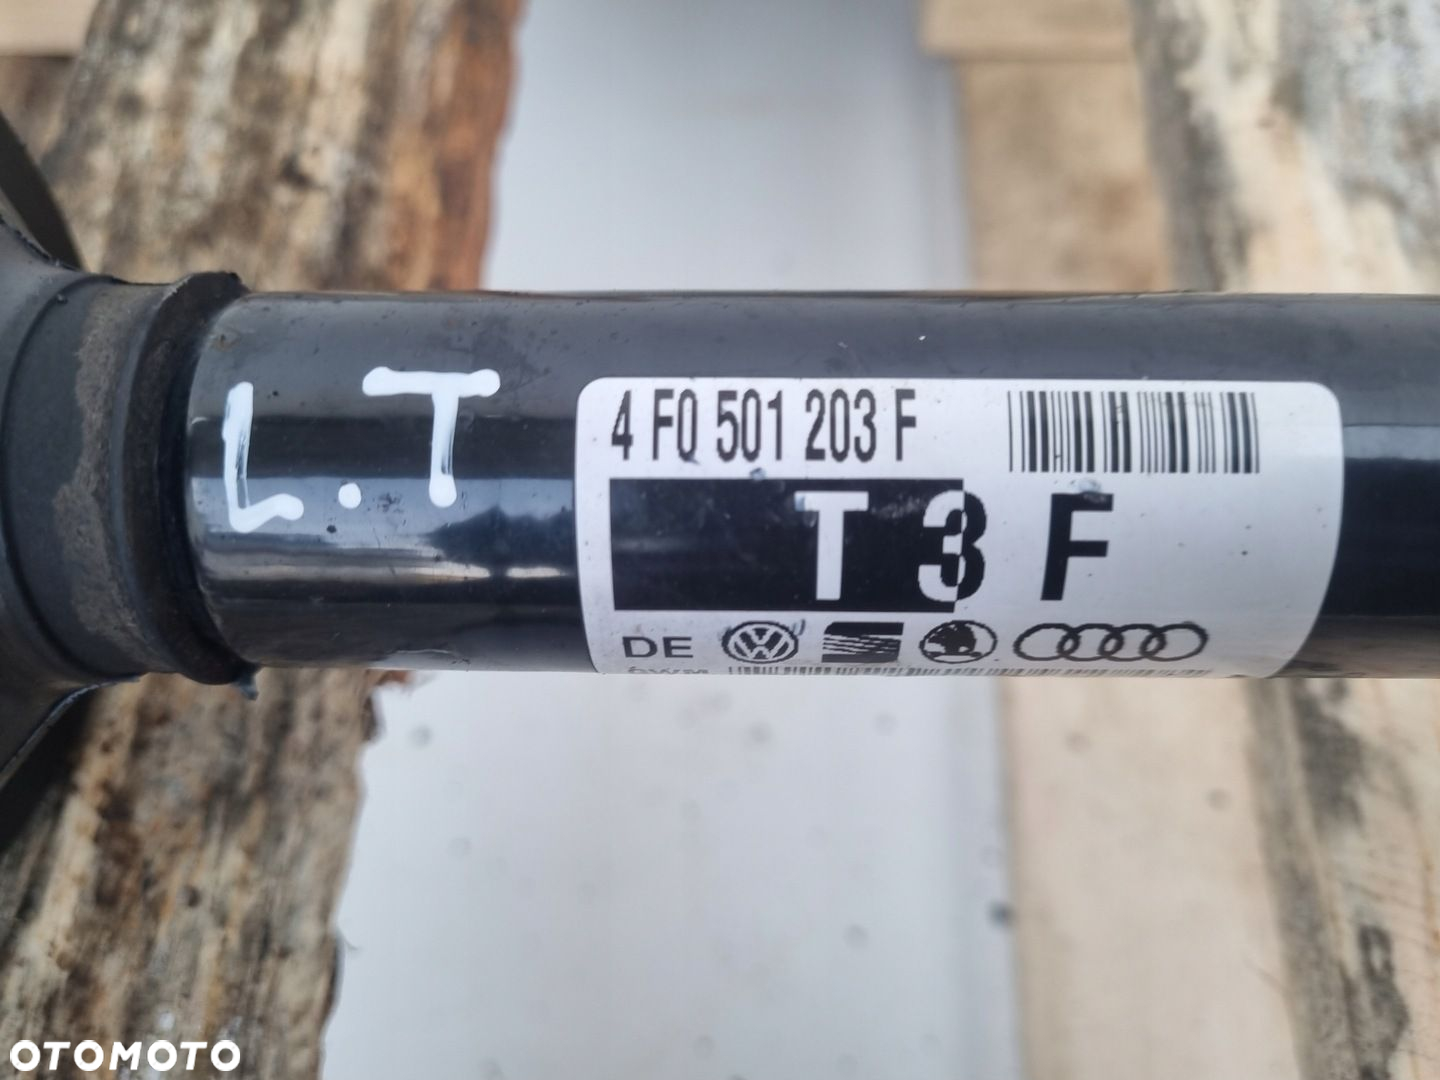 L.T
4 F0 501 203 F
T 3 F
DE
OTOMOTO